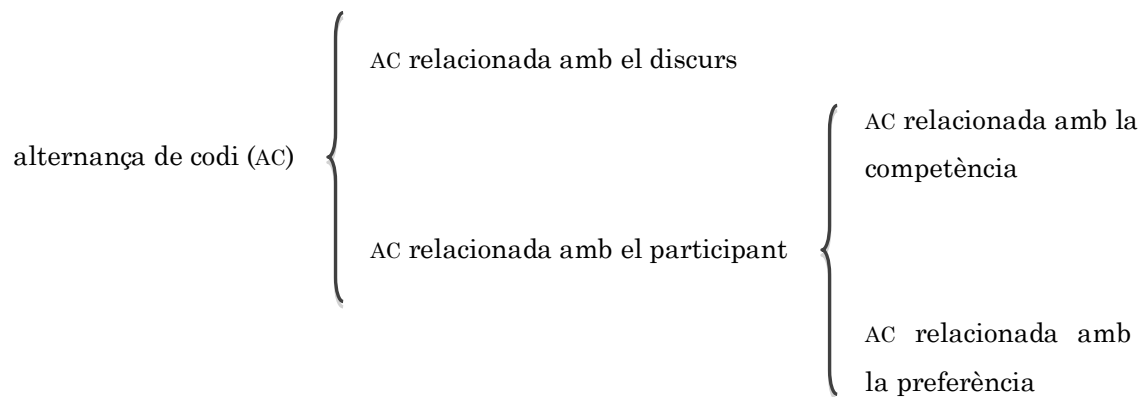 AC relacionada amb el discurs
alternança de codi (AC)
AC relacionada amb la
competència
AC relacionada amb el participant
AC relacionada amb
la preferència